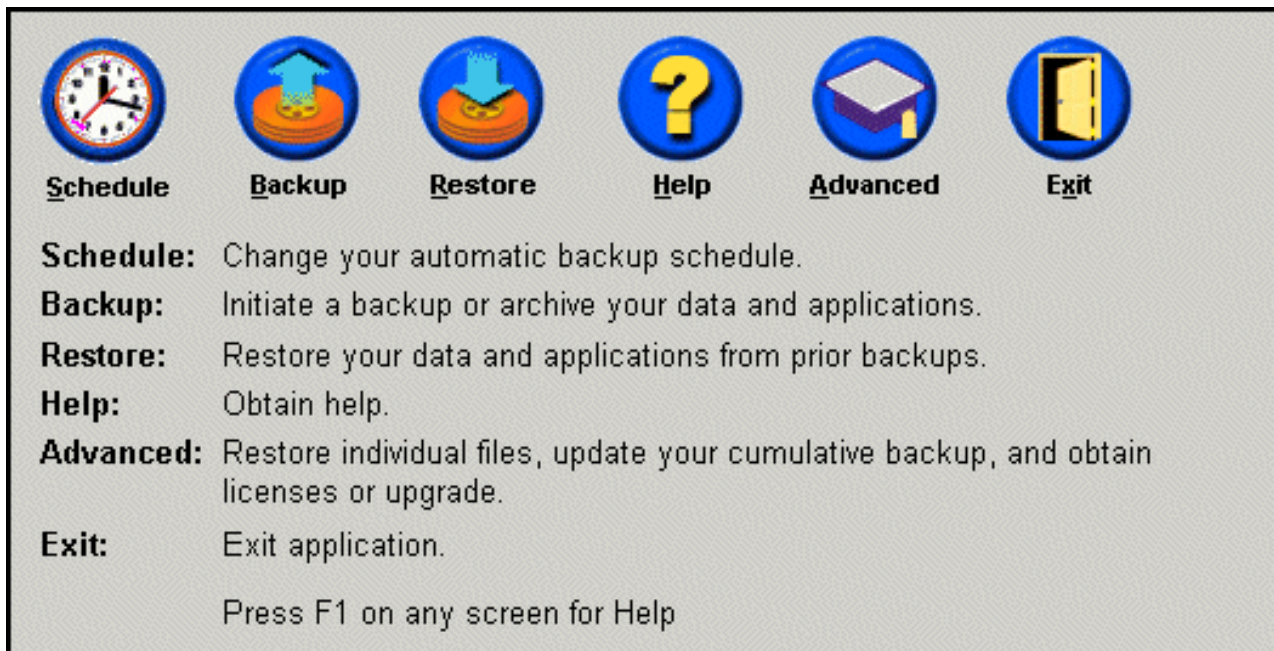 Schedule Backup Restore Help Advanced Exit
Schedule: Change your automatic backup schedule.
Backup: Initiate a backup or archive your data and applications.
Restore: Restore your data and applications from prior backups.
Help: Obtain help.
Advanced: Restore individual files, update your cumulative backup, and obtain
licenses or upgrade.
Exit: Exit application.
Press F1 on any screen for Help